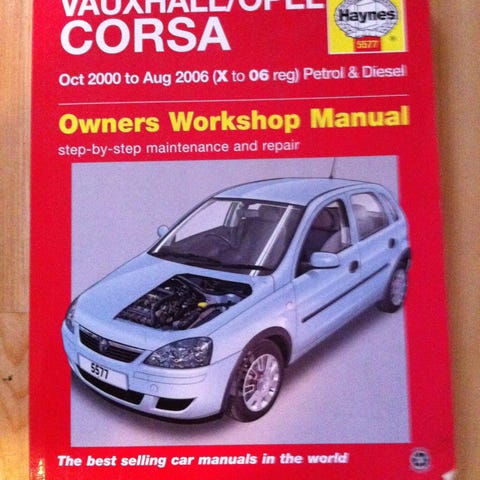 VAUXHALL/OPEL
CORSA
Haynes
5577
Oct 2000 to Aug 2006 (X to 06 reg) Petrol & Diesel
Owners Workshop Manual
step-by-step maintenance and repair
5577
The best selling car manuals in the world